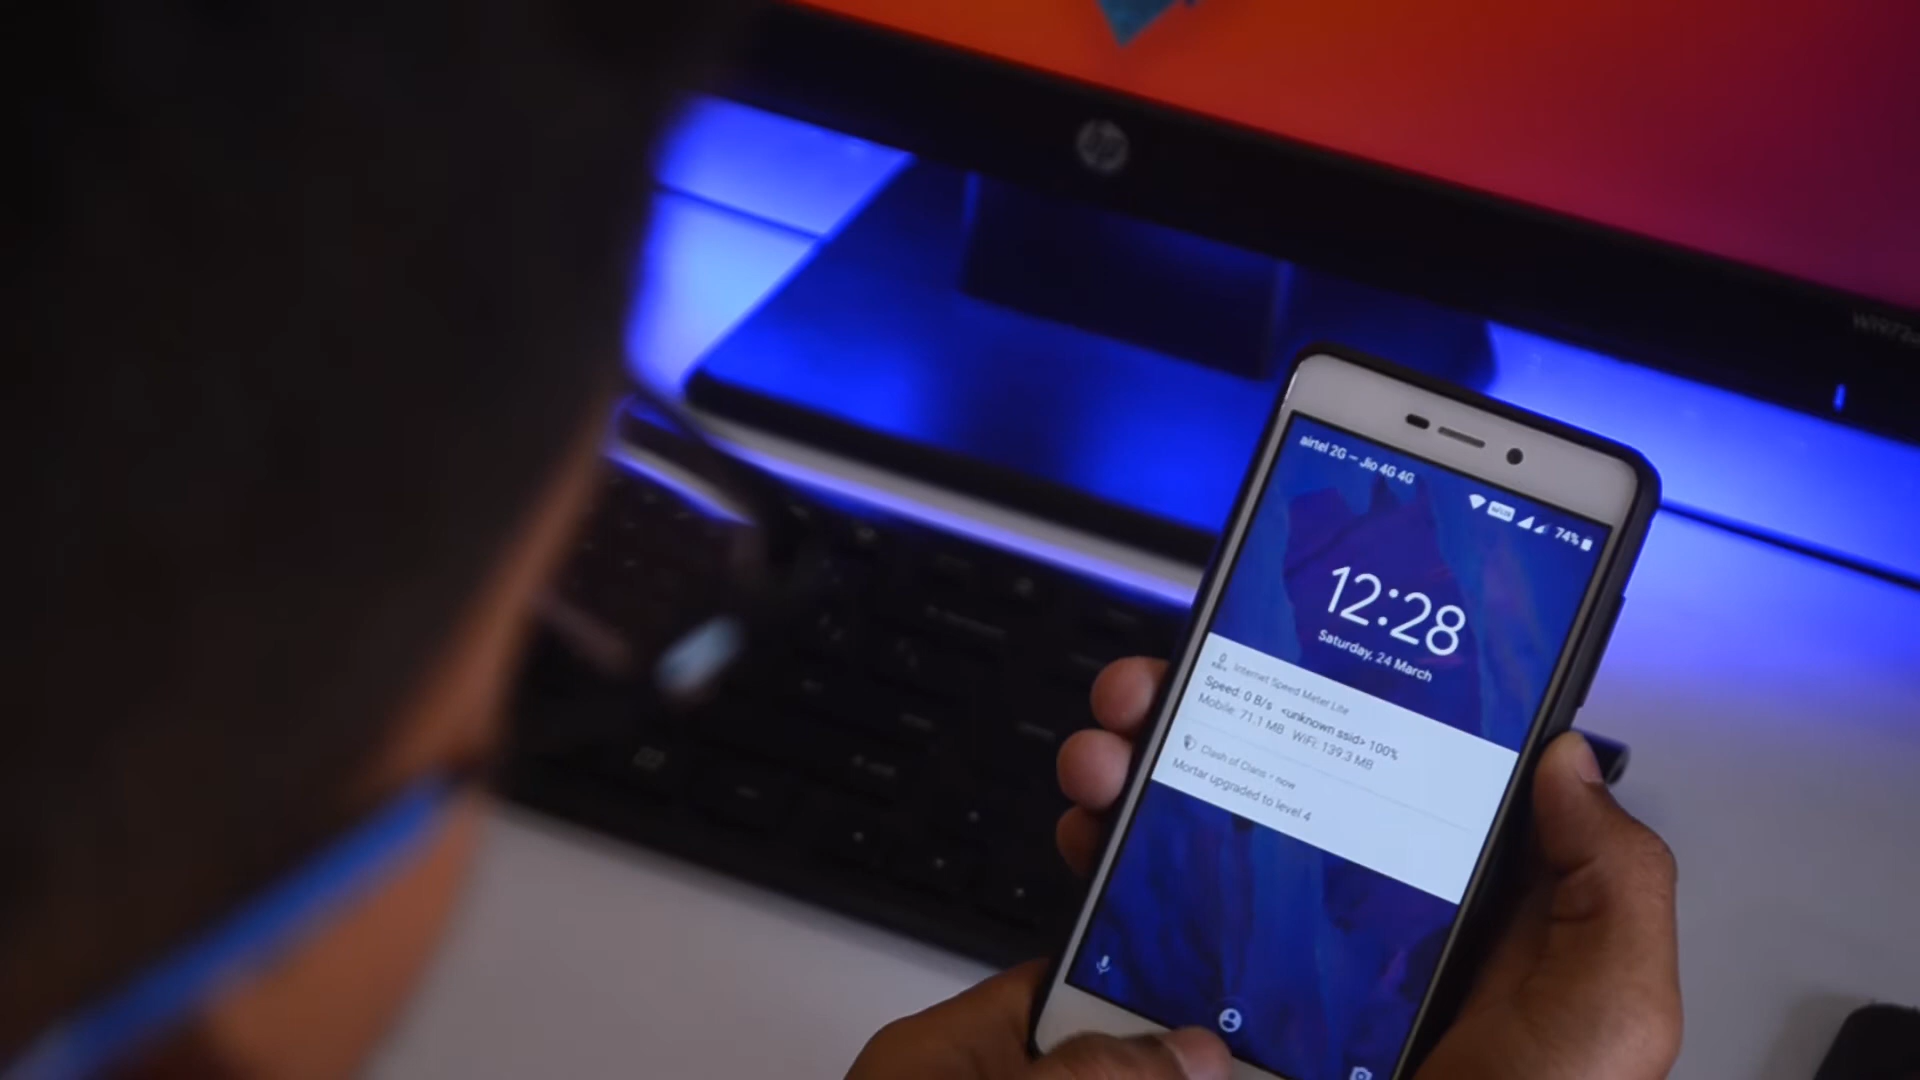 hp
airtel 2G — Jio 4G 4G
74%
12:28
Saturday, 24 March
Internet Speed Meter Lite
Speed: 0 B/s <unknown ssid> 100%
Mobile: 71.1 MB WiFi: 139.3 MB
Clash of Clans • now
Mortar upgraded to level 4